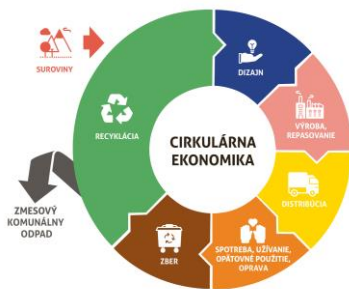 SUROVINY
DIZAJN
VÝROBA,
REPASOVANIE
RECYKLÁCIA
CIRKULÁRNA
EKONOMIKA
DISTRIBÚCIA
ZMESOVÝ
KOMUNÁLNY
ODPAD
ZBER
SPOTREBA, UŽÍVANIE,
OPÄTOVNÉ POUŽITIE,
OPRAVA